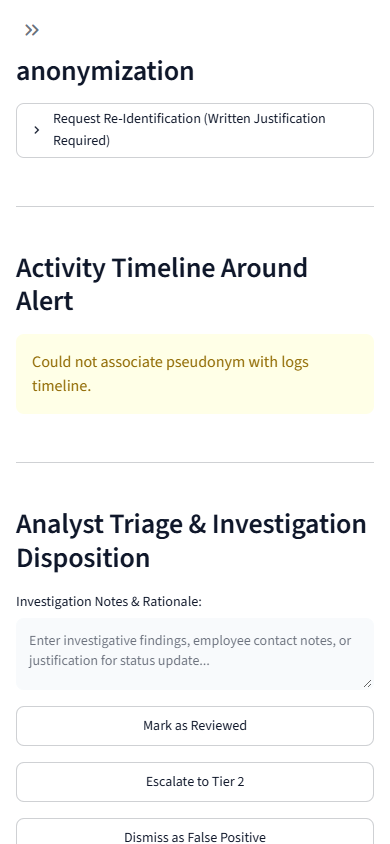 anonymization
Request Re-Identification (Written Justification
Required)
Activity Timeline Around
Alert
Could not associate pseudonym with logs
timeline.
Analyst Triage & Investigation
Disposition
Investigation Notes & Rationale:
Enter investigative findings, employee contact notes, or
justification for status update...
Mark as Reviewed
Escalate to Tier 2
Dismiss as False Positive